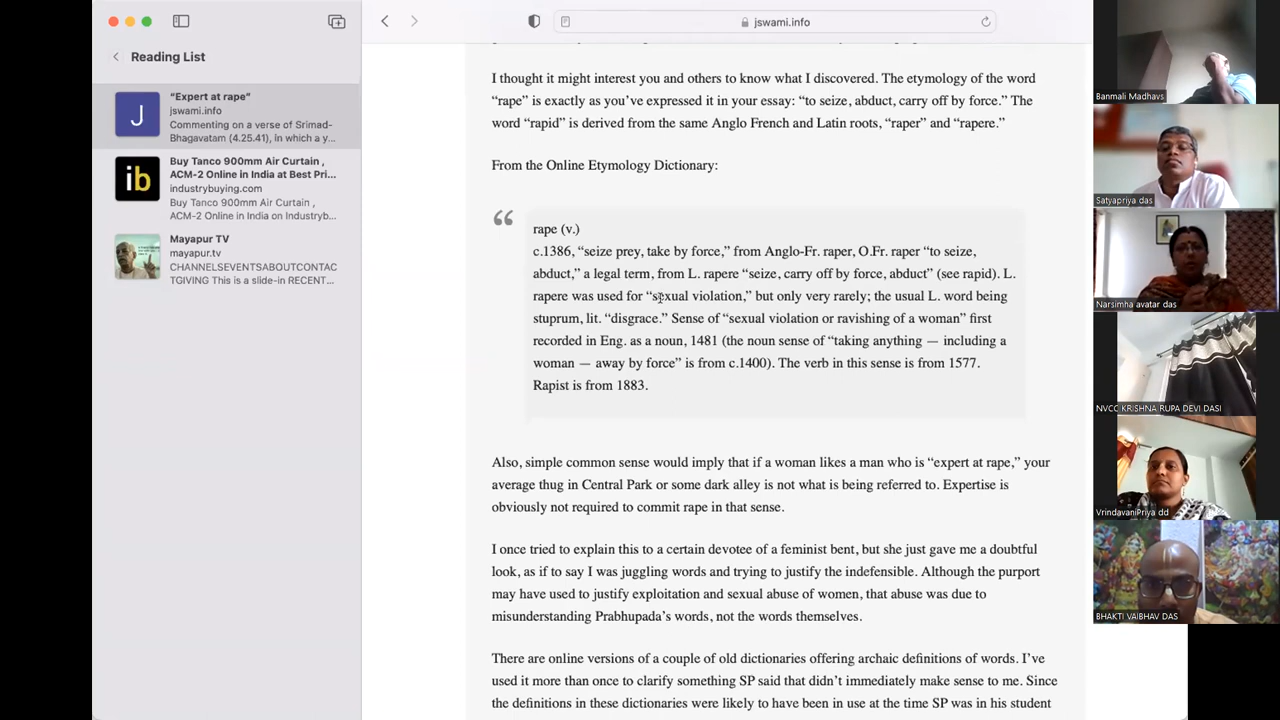 Reading List
"Expert at rape"
jswami.info
Commenting on a verse of Srimad-
Bhagavatam (4.25.41), in which a y...
Buy Tanco 900mm Air Curtain ,
ACM-2 Online in India at Best Pri...
industrybuying.com
Buy Tanco 900mm Air Curtain ,
ACM-2 Online in India on Industryb...
Mayapur TV
mayapur.tv
CHANNELSEVENTSABOUTCONTAC
TGIVING This is a slide-in RECENT...
J
ib
jswami.info
I thought it might interest you and others to know what I discovered. The etymology of the word
"rape" is exactly as you've expressed it in your essay: "to seize, abduct, carry off by force." The
word "rapid" is derived from the same Anglo French and Latin roots, "raper" and "rapere."
From the Online Etymology Dictionary:
“
rape (v.)
c.1386, "seize prey, take by force," from Anglo-Fr. raper, O.Fr. raper "to seize,
abduct," a legal term, from L. rapere "seize, carry off by force, abduct" (see rapid). L.
rapere was used for "sexual violation," but only very rarely; the usual L. word being
stuprum, lit. "disgrace." Sense of "sexual violation or ravishing of a woman" first
recorded in Eng. as a noun, 1481 (the noun sense of "taking anything — including a
woman — away by force" is from c.1400). The verb in this sense is from 1577.
Rapist is from 1883.
Also, simple common sense would imply that if a woman likes a man who is "expert at rape," your
average thug in Central Park or some dark alley is not what is being referred to. Expertise is
obviously not required to commit rape in that sense.
I once tried to explain this to a certain devotee of a feminist bent, but she just gave me a doubtful
look, as if to say I was juggling words and trying to justify the indefensible. Although the purport
may have used to justify exploitation and sexual abuse of women, that abuse was due to
misunderstanding Prabhupada's words, not the words themselves.
There are online versions of a couple of old dictionaries offering archaic definitions of words. I've
used it more than once to clarify something SP said that didn't immediately make sense to me. Since
the definitions in these dictionaries were likely to have been in use at the time SP was in his student
Banmali Madhavs
Satyapriya das
Narsimha avatar das
NVCC KRISHNA RUPA DEVI DASI
VrindavaniPriya dd
BHAKTI VAIBHAV DAS